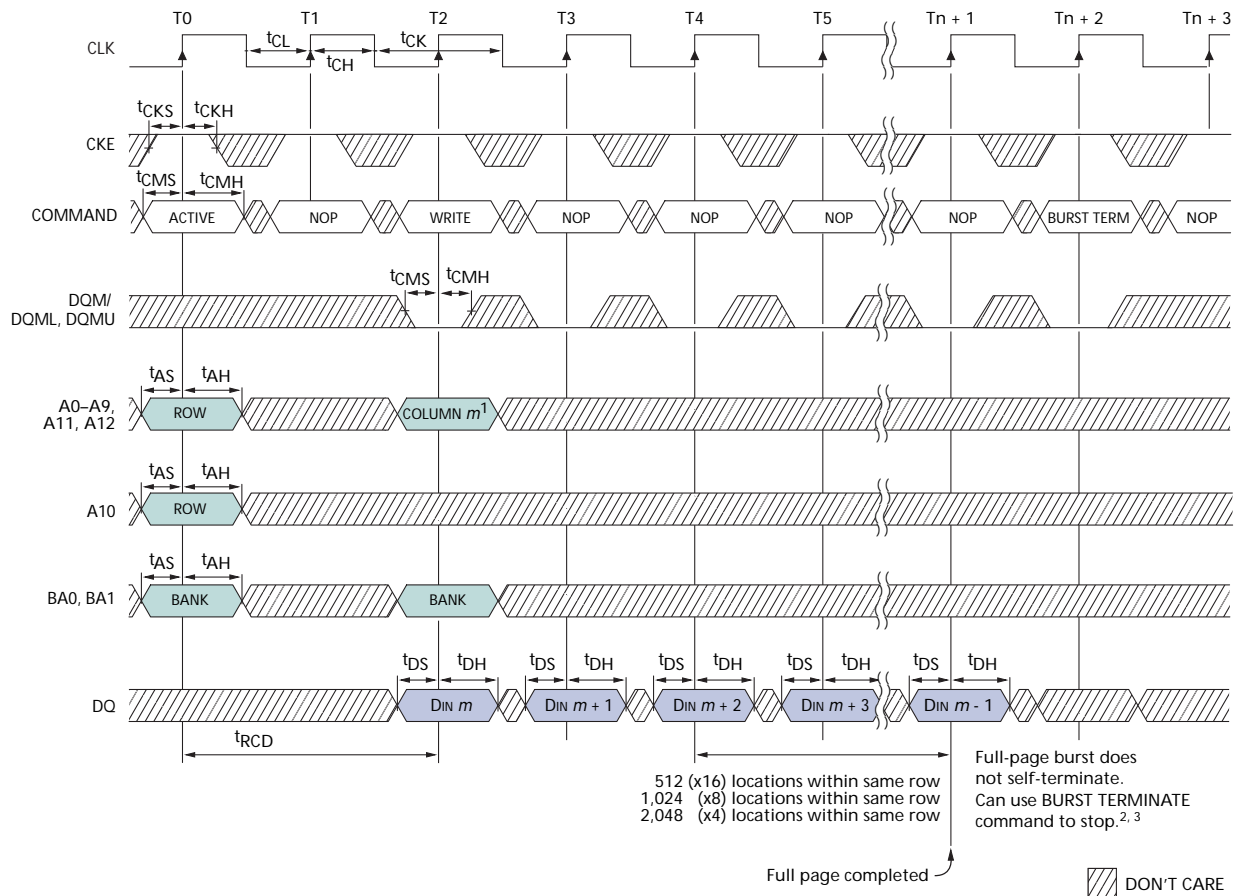 T0 T1 T2 T3 T4 T5 Tn + 1 Tn + 2 Tn + 3
CLK
tCL tCK
tCH
tCKS tCKH
CKE
tCMS tCMH
COMMAND ACTIVE NOP WRITE NOP NOP NOP NOP BURST TERM NOP
tCMS tCMH
DQM/
DQML, DQMU
tAS tAH
A0–A9,
A11, A12
ROW COLUMN m1
tAS tAH
A10 ROW
tAS tAH
BA0, BA1 BANK BANK
tDS tDH tDS tDH tDS tDH tDS tDH tDS tDH
DQ DIN m DIN m + 1 DIN m + 2 DIN m + 3 DIN m - 1
tRCD
512 (x16) locations within same row
1,024 (x8) locations within same row
2,048 (x4) locations within same row
Full-page burst does
not self-terminate.
Can use BURST TERMINATE
command to stop.2, 3
Full page completed
DON'T CARE